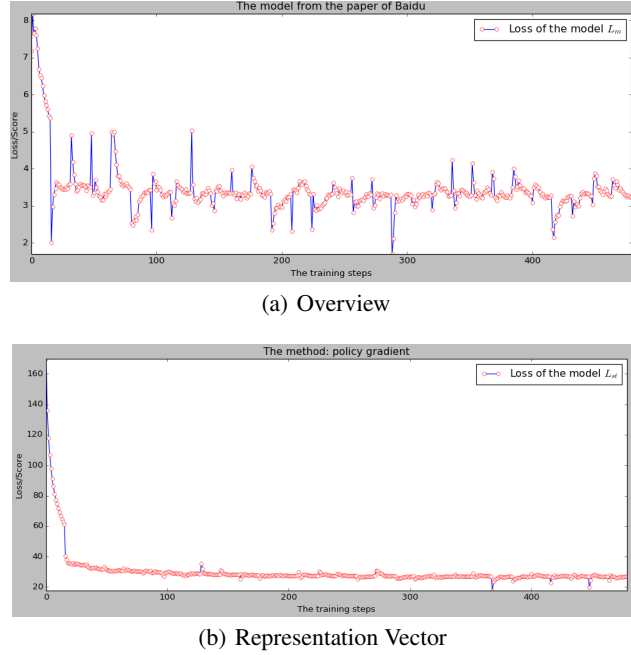 The model from the paper of Baidu
Loss of the model L_m
8
7
6
5
4
3
2
Loss/Score
0
100
200
300
400
The training steps
(a) Overview
The method: policy gradient
Loss of the model L_st
160
140
120
100
80
60
40
20
Loss/Score
0
100
200
300
400
The training steps
(b) Representation Vector